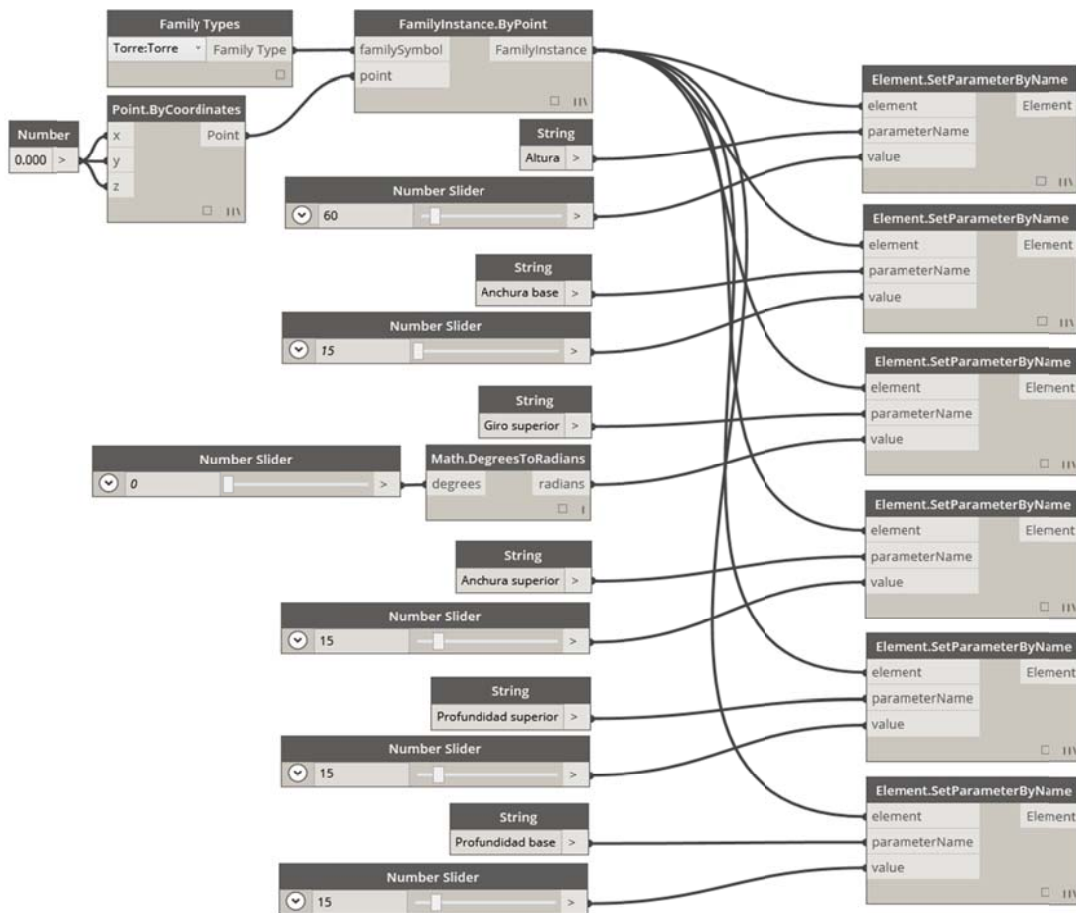 Family Types
Torre:Torre Family Type
FamilyInstance.ByPoint
familySymbol FamilyInstance
point
Point.ByCoordinates
x Point
y
z
Number
0.000 >
String
Altura >
Number Slider
60 >
Element.SetParameterByName
element Element
parameterName
value
String
Anchura base >
Number Slider
15 >
Element.SetParameterByName
element Element
parameterName
value
String
Giro superior >
Number Slider
0 >
Math.DegreesToRadians
degrees radians
Element.SetParameterByName
element Element
parameterName
value
String
Anchura superior >
Number Slider
15 >
Element.SetParameterByName
element Element
parameterName
value
String
Profundidad superior >
Number Slider
15 >
Element.SetParameterByName
element Element
parameterName
value
String
Profundidad base >
Number Slider
15 >
Element.SetParameterByName
element Element
parameterName
value